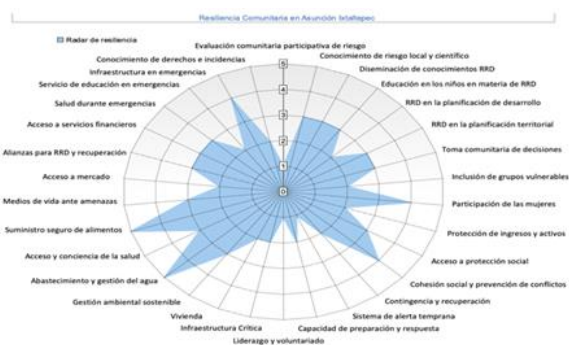 Resiliencia Comunitaria en Asunción Ixtaltepec
Radar de resiliencia
Evaluación comunitaria participativa de riesgo
Conocimiento de riesgo local y científico
Diseminación de conocimientos RRD
Educación en los niños en materia de RRD
RRD en la planificación de desarrollo
RRD en la planificación territorial
Toma comunitaria de decisiones
Inclusión de grupos vulnerables
Participación de las mujeres
Protección de ingresos y activos
Acceso a protección social
Cohesión social y prevención de conflictos
Contingencia y recuperación
Sistema de alerta temprana
Capacidad de preparación y respuesta
Liderazgo y voluntariado
Infraestructura Crítica
Vivienda
Gestión ambiental sostenible
Abastecimiento y gestión del agua
Acceso y conciencia de la salud
Suministro seguro de alimentos
Medios de vida ante amenazas
Acceso a mercado
Alianzas para RRD y recuperación
Acceso a servicios financieros
Salud durante emergencias
Servicio de educación en emergencias
Infraestructura en emergencias
Conocimiento de derechos e incidencias
5
4
3
2
1
0